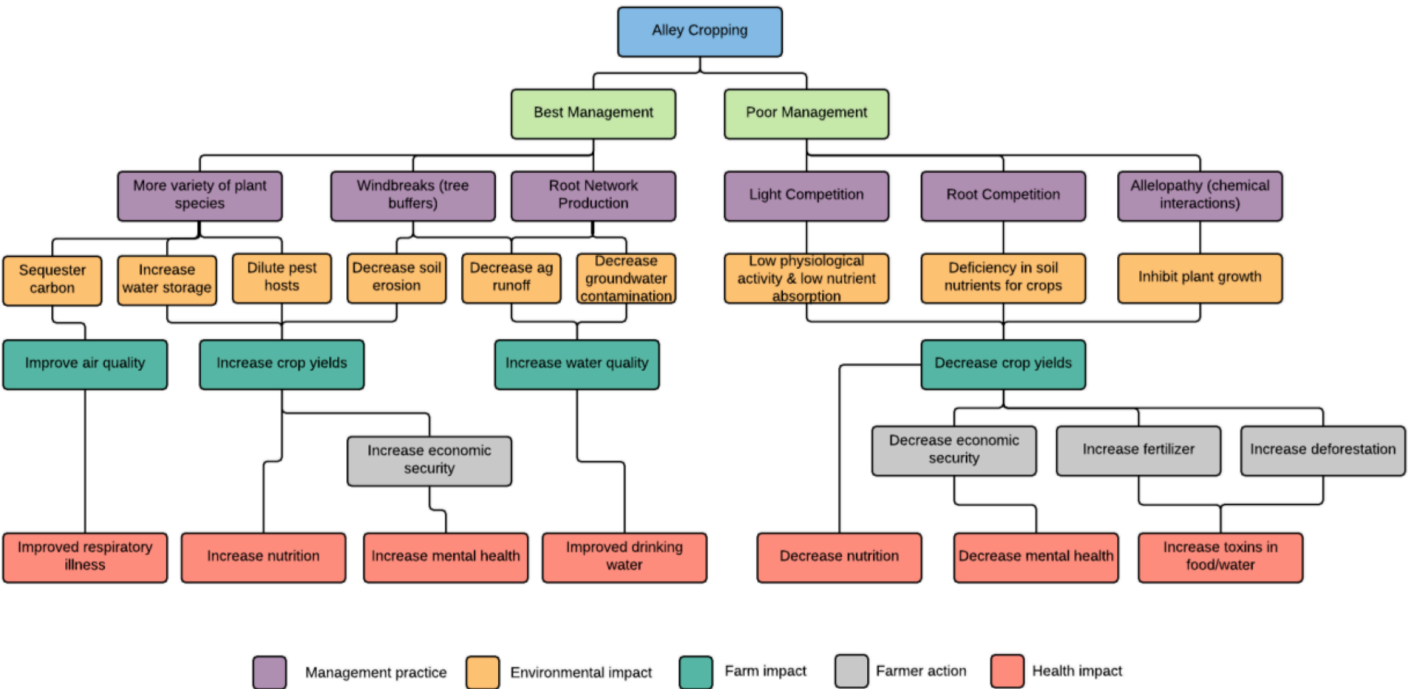 Alley Cropping
Best Management
Poor Management
More variety of plant
species
Windbreaks (tree
buffers)
Root Network
Production
Light Competition
Root Competition
Allelopathy (chemical
interactions)
Sequester
carbon
Increase
water storage
Dilute pest
hosts
Decrease soil
erosion
Decrease ag
runoff
Decrease
groundwater
contamination
Low physiological
activity & low nutrient
absorption
Deficiency in soil
nutrients for crops
Inhibit plant growth
Improve air quality
Increase crop yields
Increase water quality
Decrease crop yields
Increase economic
security
Decrease economic
security
Increase fertilizer
Increase deforestation
Improved respiratory
illness
Increase nutrition
Increase mental health
Improved drinking
water
Decrease nutrition
Decrease mental health
Increase toxins in
food/water
Management practice
Environmental impact
Farm impact
Farmer action
Health impact